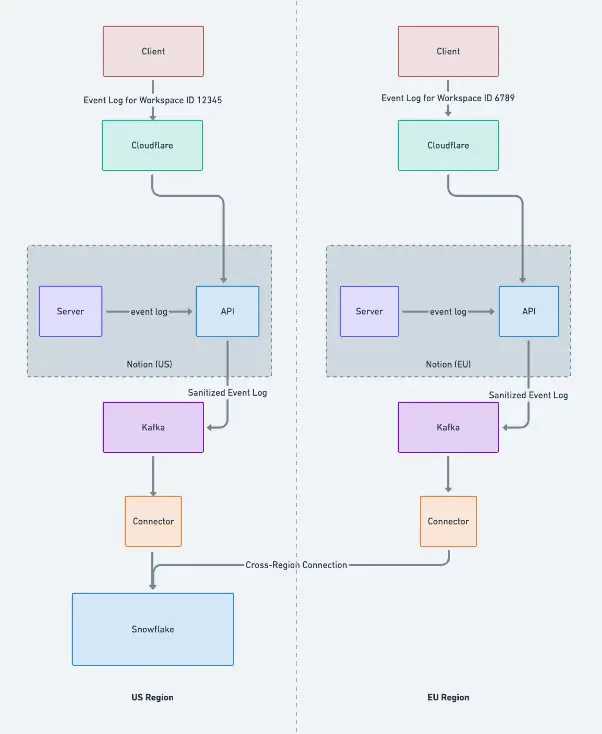 Client
Client
Event Log for Workspace ID 12345
Event Log for Workspace ID 6789
Cloudflare
Cloudflare
Server
event log
API
Server
event log
API
Notion (US)
Notion (EU)
Sanitized Event Log
Sanitized Event Log
Kafka
Kafka
Connector
Connector
Cross-Region Connection
Snowflake
US Region
EU Region